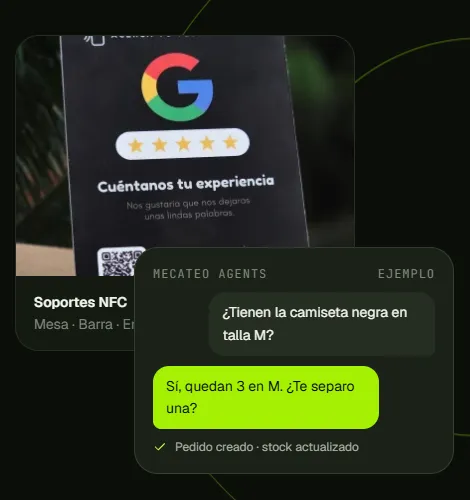 G
Cuéntanos tu experiencia
Nos gustaría que nos dejaras
unas lindas palabras.
Soportes NFC
Mesa · Barra · En
MECATEO AGENTS
EJEMPLO
¿Tienen la camiseta negra en
talla M?
Sí, quedan 3 en M. ¿Te separo
una?
Pedido creado · stock actualizado